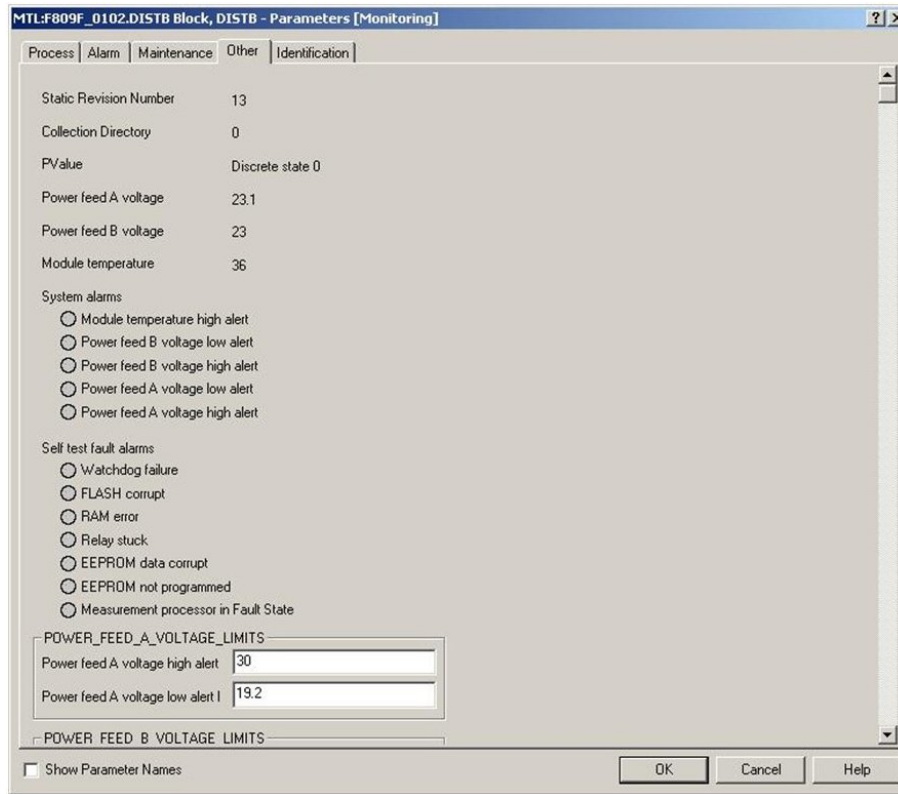 MTL:F809F_0102.DISTB Block, DISTB - Parameters [Monitoring]
Process Alarm Maintenance Other Identification
Static Revision Number 13
Collection Directory 0
PValue Discrete state 0
Power feed A voltage 23.1
Power feed B voltage 23
Module temperature 36
System alarms
Module temperature high alert
Power feed B voltage low alert
Power feed B voltage high alert
Power feed A voltage low alert
Power feed A voltage high alert
Self test fault alarms
Watchdog failure
FLASH corrupt
RAM error
Relay stuck
EEPROM data corrupt
EEPROM not programmed
Measurement processor in Fault State
POWER_FEED_A_VOLTAGE_LIMITS
Power feed A voltage high alert 30
Power feed A voltage low alert l 19.2
POWER_FEED_B_VOLTAGE_LIMITS
Show Parameter Names OK Cancel Help